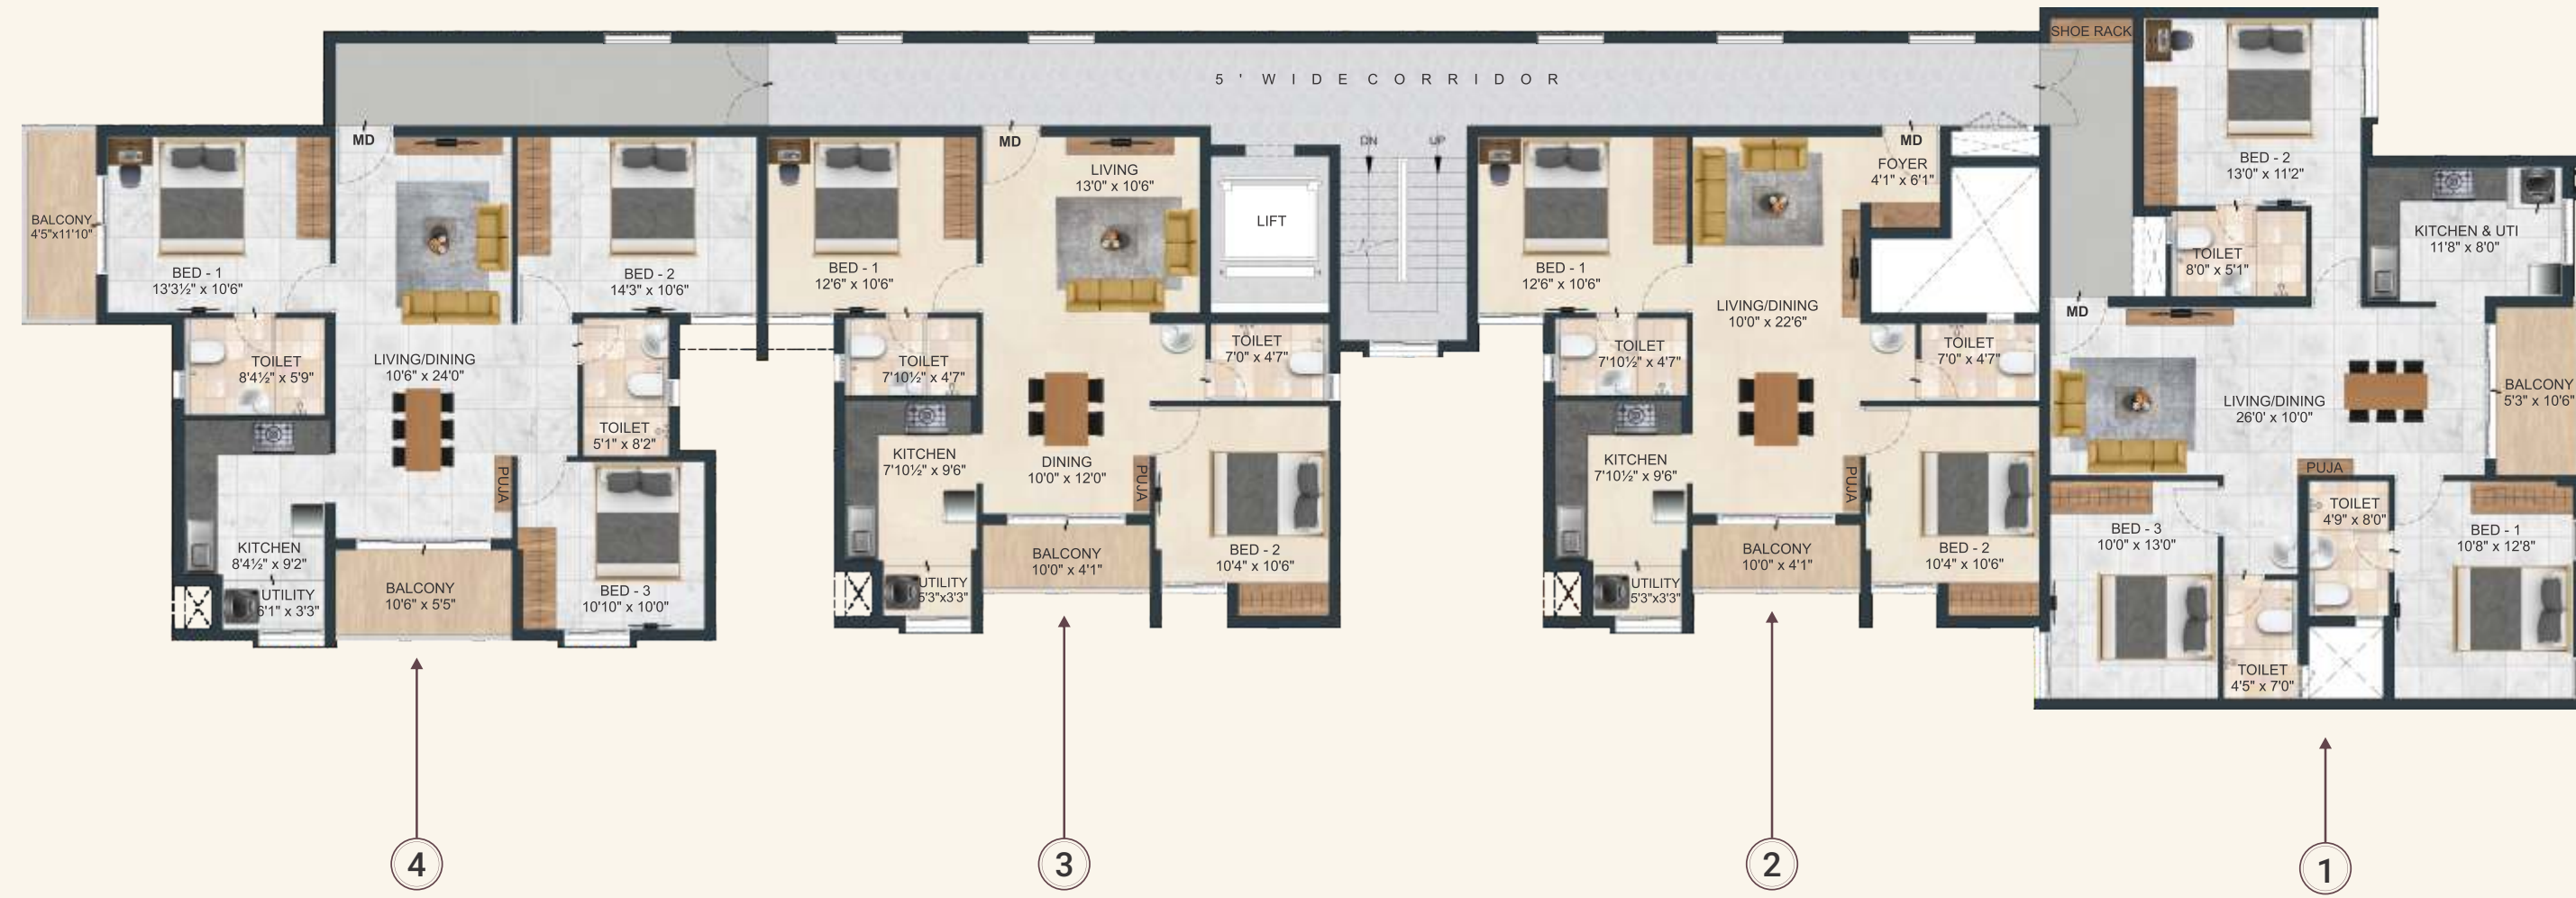 5' WIDE CORRIDOR
MD
BALCONY
4'5"x11'10"
BED - 1
13'3½" x 10'6"
BED - 2
14'3" x 10'6"
TOILET
8'4½" x 5'9"
LIVING/DINING
10'6" x 24'0"
TOILET
5'1" x 8'2"
PUJA
KITCHEN
8'4½" x 9'2"
UTILITY
6'1" x 3'3"
BALCONY
10'6" x 5'5"
BED - 3
10'10" x 10'0"
4
MD
LIVING
13'0" x 10'6"
BED - 1
12'6" x 10'6"
TOILET
7'10½" x 4'7"
TOILET
7'0" x 4'7"
KITCHEN
7'10½" x 9'6"
DINING
10'0" x 12'0"
PUJA
BALCONY
10'0" x 4'1"
BED - 2
10'4" x 10'6"
UTILITY
5'3"x3'3"
3
LIFT
DN
UP
MD
FOYER
4'1" x 6'1"
BED - 1
12'6" x 10'6"
LIVING/DINING
10'0" x 22'6"
TOILET
7'10½" x 4'7"
TOILET
7'0" x 4'7"
KITCHEN
7'10½" x 9'6"
PUJA
BALCONY
10'0" x 4'1"
BED - 2
10'4" x 10'6"
UTILITY
5'3"x3'3"
2
SHOE RACK
BED - 2
13'0" x 11'2"
KITCHEN & UTI
11'8" x 8'0"
TOILET
8'0" x 5'1"
MD
LIVING/DINING
26'0' x 10'0"
BALCONY
5'3" x 10'6"
PUJA
BED - 3
10'0" x 13'0"
TOILET
4'9" x 8'0"
BED - 1
10'8" x 12'8"
TOILET
4'5" x 7'0"
1